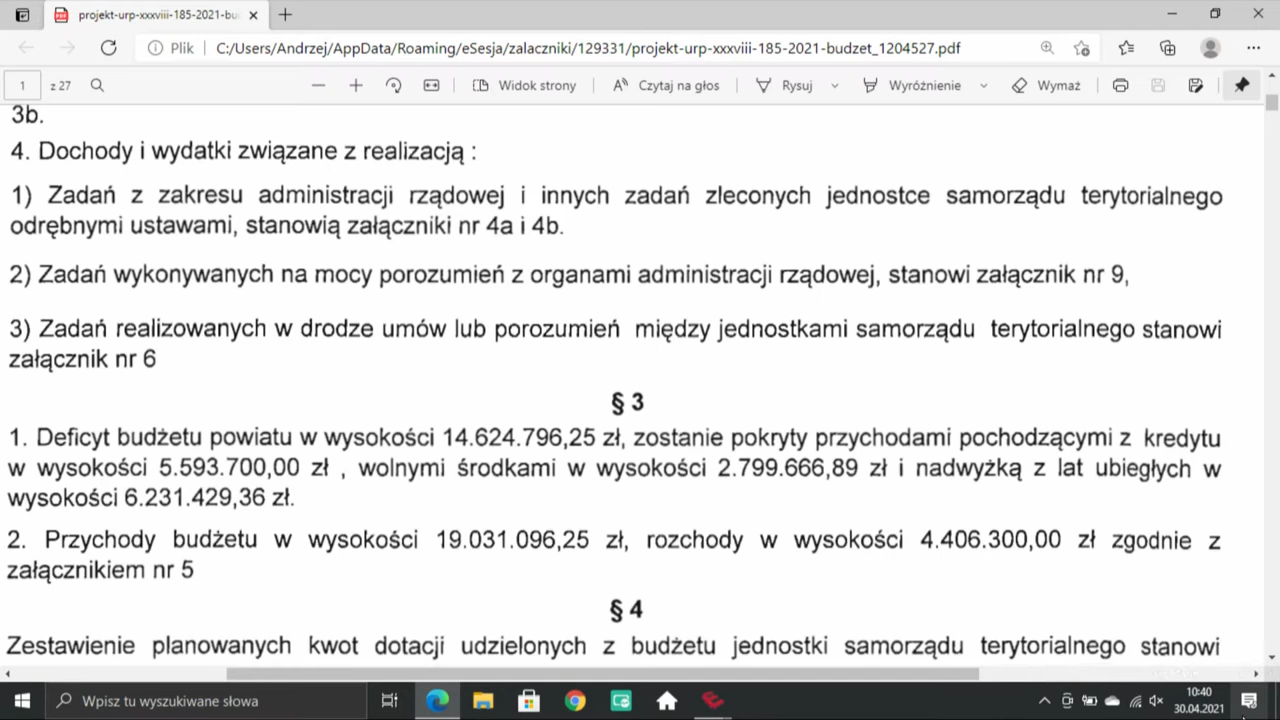 projekt-urp-xxxviii-185-2021-bu
Plik
C:/Users/Andrzej/AppData/Roaming/eSesja/zalaczniki/129331/projekt-urp-xxxviii-185-2021-budzet_1204527.pdf
1 z 27 Widok strony Czytaj na głos Rysuj Wyróżnienie Wymaż
3b.
4. Dochody i wydatki związane z realizacją :
1) Zadań z zakresu administracji rządowej i innych zadań zleconych jednostce samorządu terytorialnego
odrębnymi ustawami, stanowią załączniki nr 4a i 4b.
2) Zadań wykonywanych na mocy porozumień z organami administracji rządowej, stanowi załącznik nr 9,
3) Zadań realizowanych w drodze umów lub porozumień między jednostkami samorządu terytorialnego stanowi
załącznik nr 6
§ 3
1. Deficyt budżetu powiatu w wysokości 14.624.796,25 zł, zostanie pokryty przychodami pochodzącymi z kredytu
w wysokości 5.593.700,00 zł , wolnymi środkami w wysokości 2.799.666,89 zł i nadwyżką z lat ubiegłych w
wysokości 6.231.429,36 zł.
2. Przychody budżetu w wysokości 19.031.096,25 zł, rozchody w wysokości 4.406.300,00 zł zgodnie z
załącznikiem nr 5
§ 4
Zestawienie planowanych kwot dotacji udzielonych z budżetu jednostki samorządu terytorialnego stanowi
Wpisz tu wyszukiwane słowa
10:40
30.04.2021